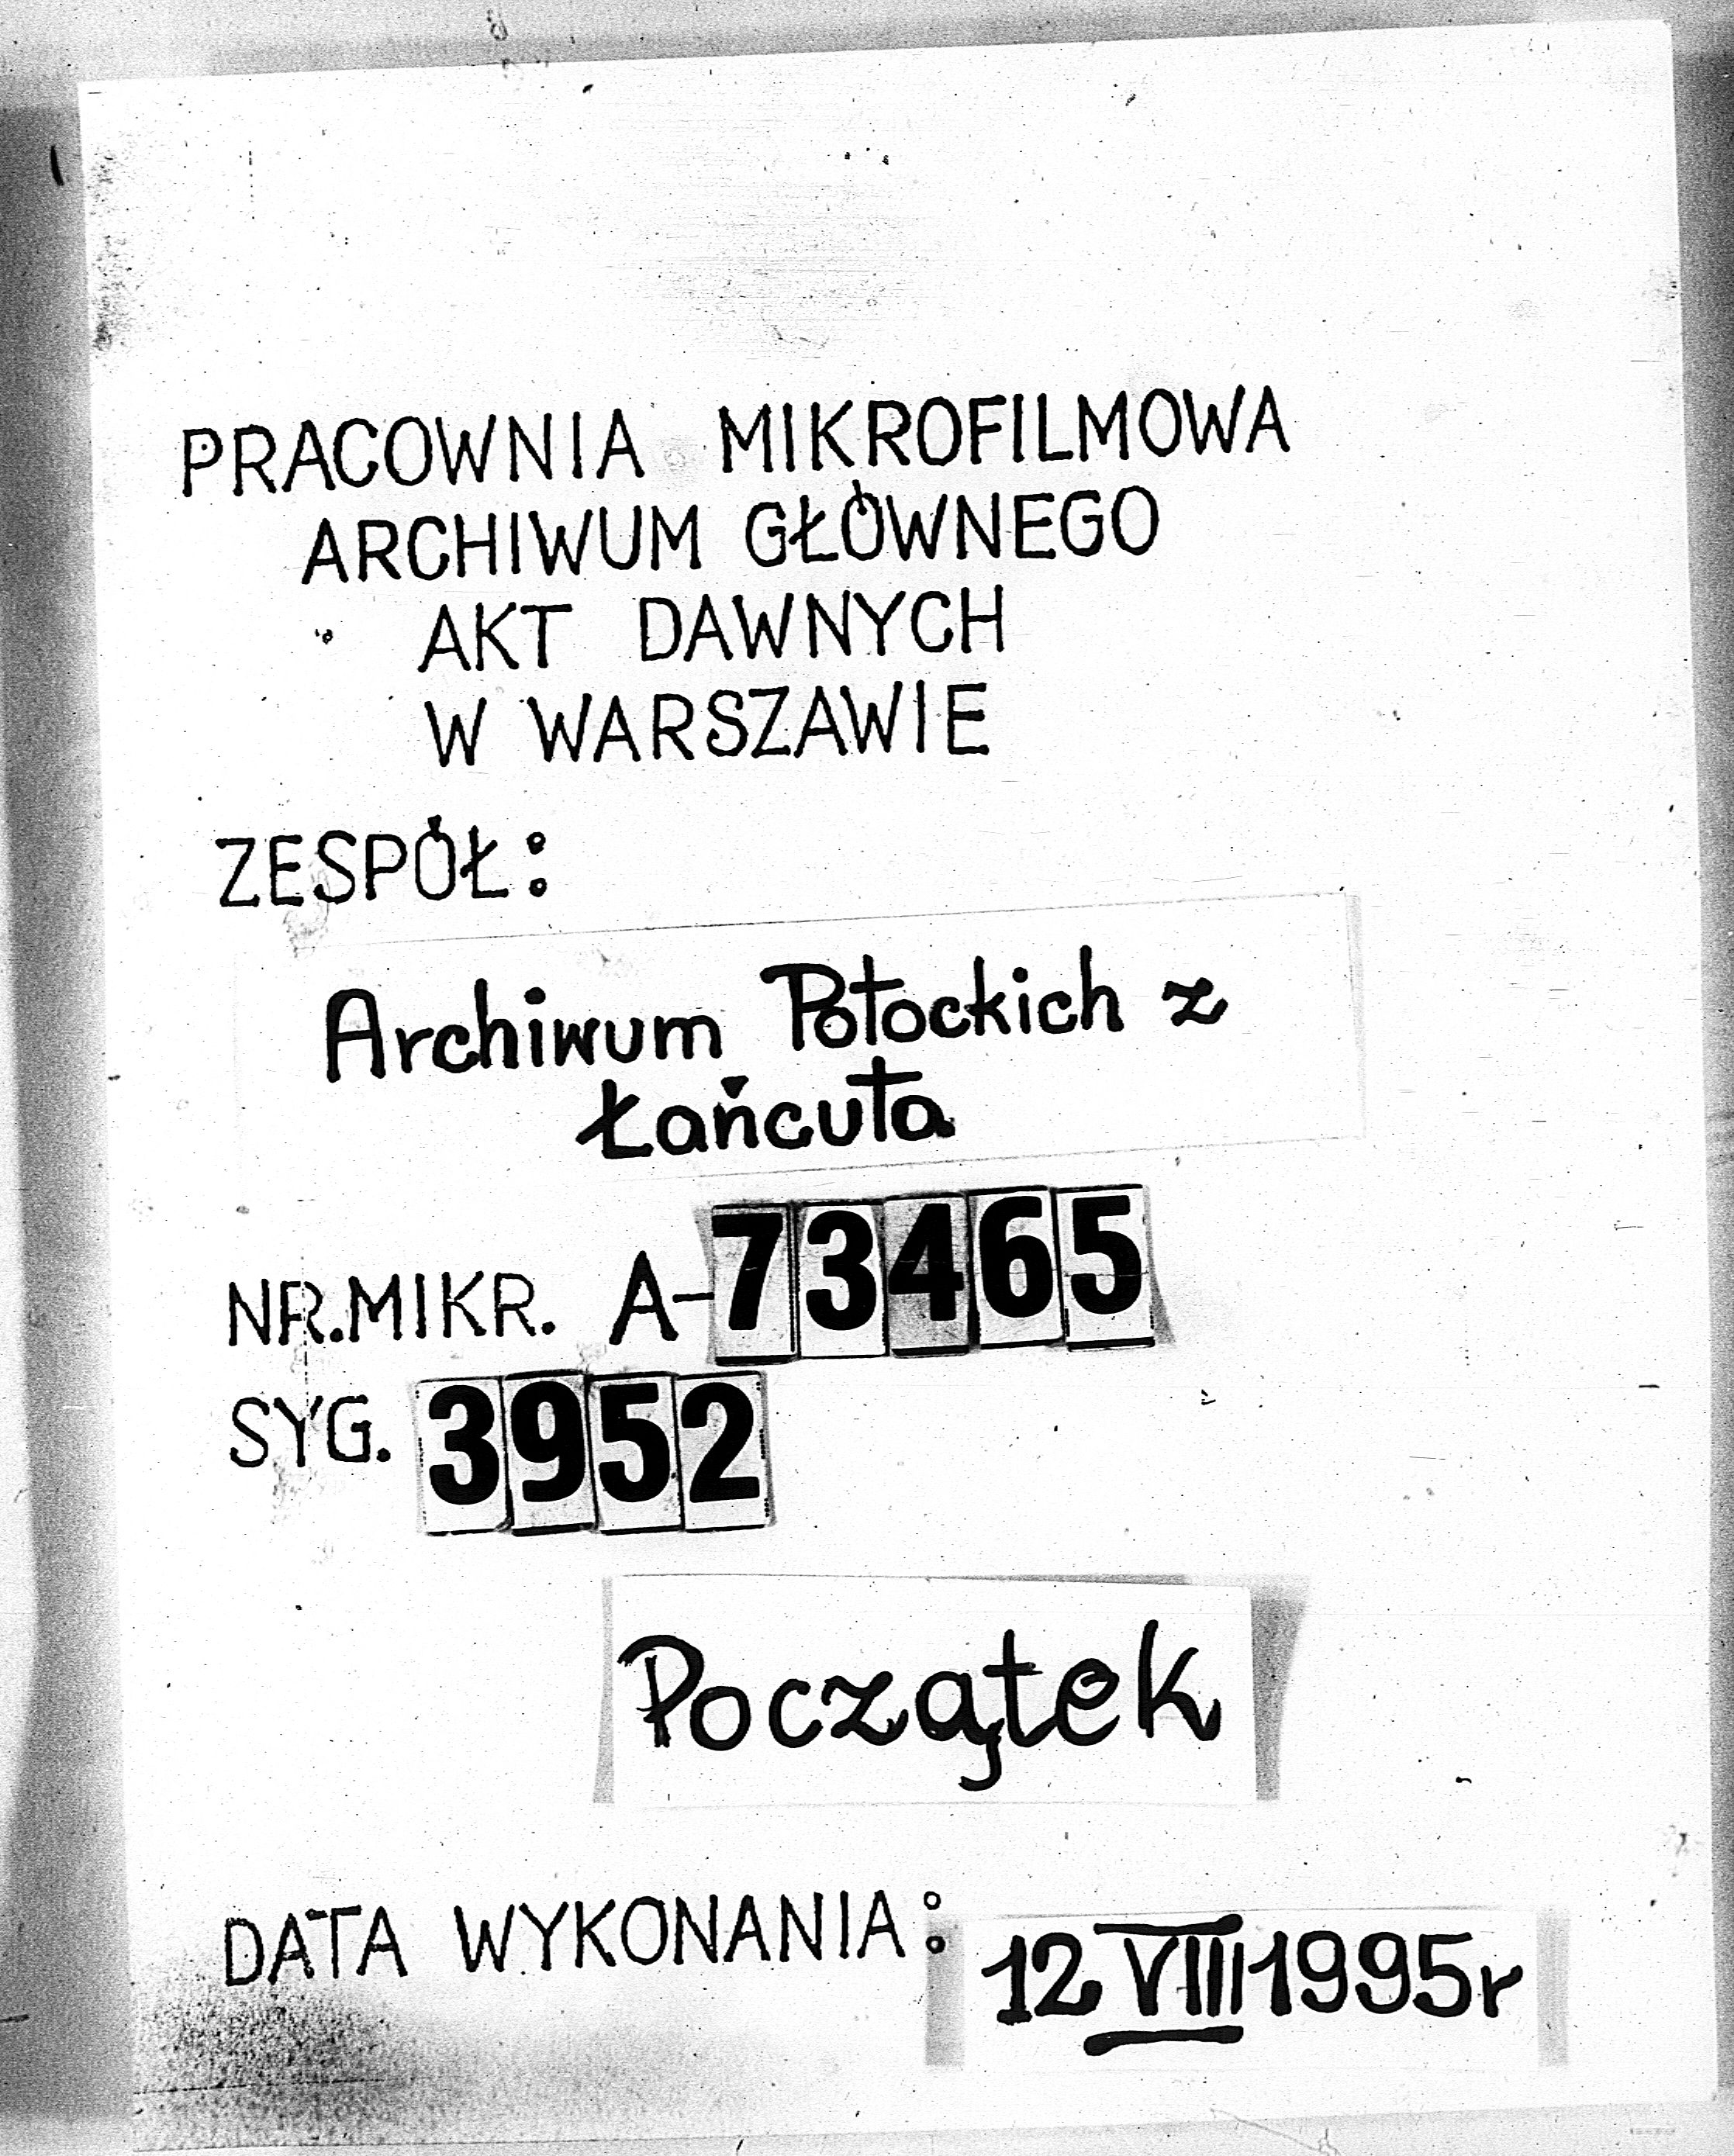 PRACOWNIA MIKROFILMOWA
ARCHIWUM GŁÓWNEGO
AKT DAWNYCH
W WARSZAWIE
ZESPÓŁ:
Archiwum Potockich z
Łańcuta
NR.MIKR. A-73465
SYG. 3952
Początek
DATA WYKONANIA: 12 VIII 1995r